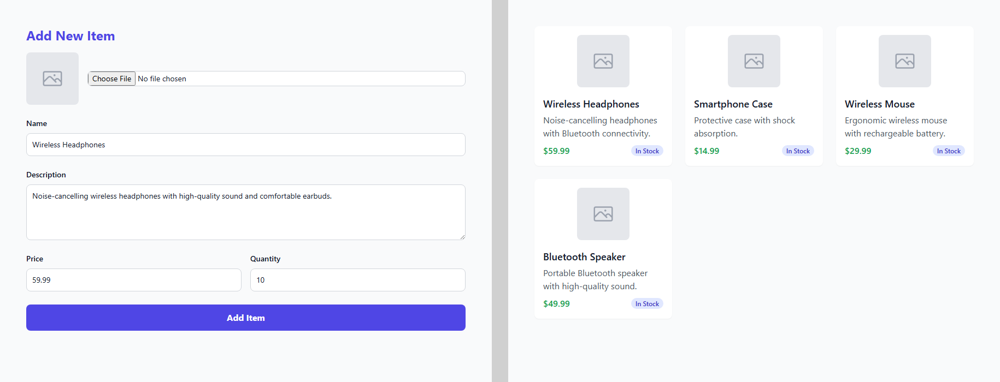 Add New Item
Choose File No file chosen
Name
Wireless Headphones
Description
Noise-cancelling wireless headphones with high-quality sound and comfortable earbuds.
Price
Quantity
59.99
10
Add Item
Wireless Headphones
Noise-cancelling headphones
with Bluetooth connectivity.
$59.99
In Stock
Smartphone Case
Protective case with shock
absorption.
$14.99
In Stock
Wireless Mouse
Ergonomic wireless mouse
with rechargeable battery.
$29.99
In Stock
Bluetooth Speaker
Portable Bluetooth speaker
with high-quality sound.
$49.99
In Stock